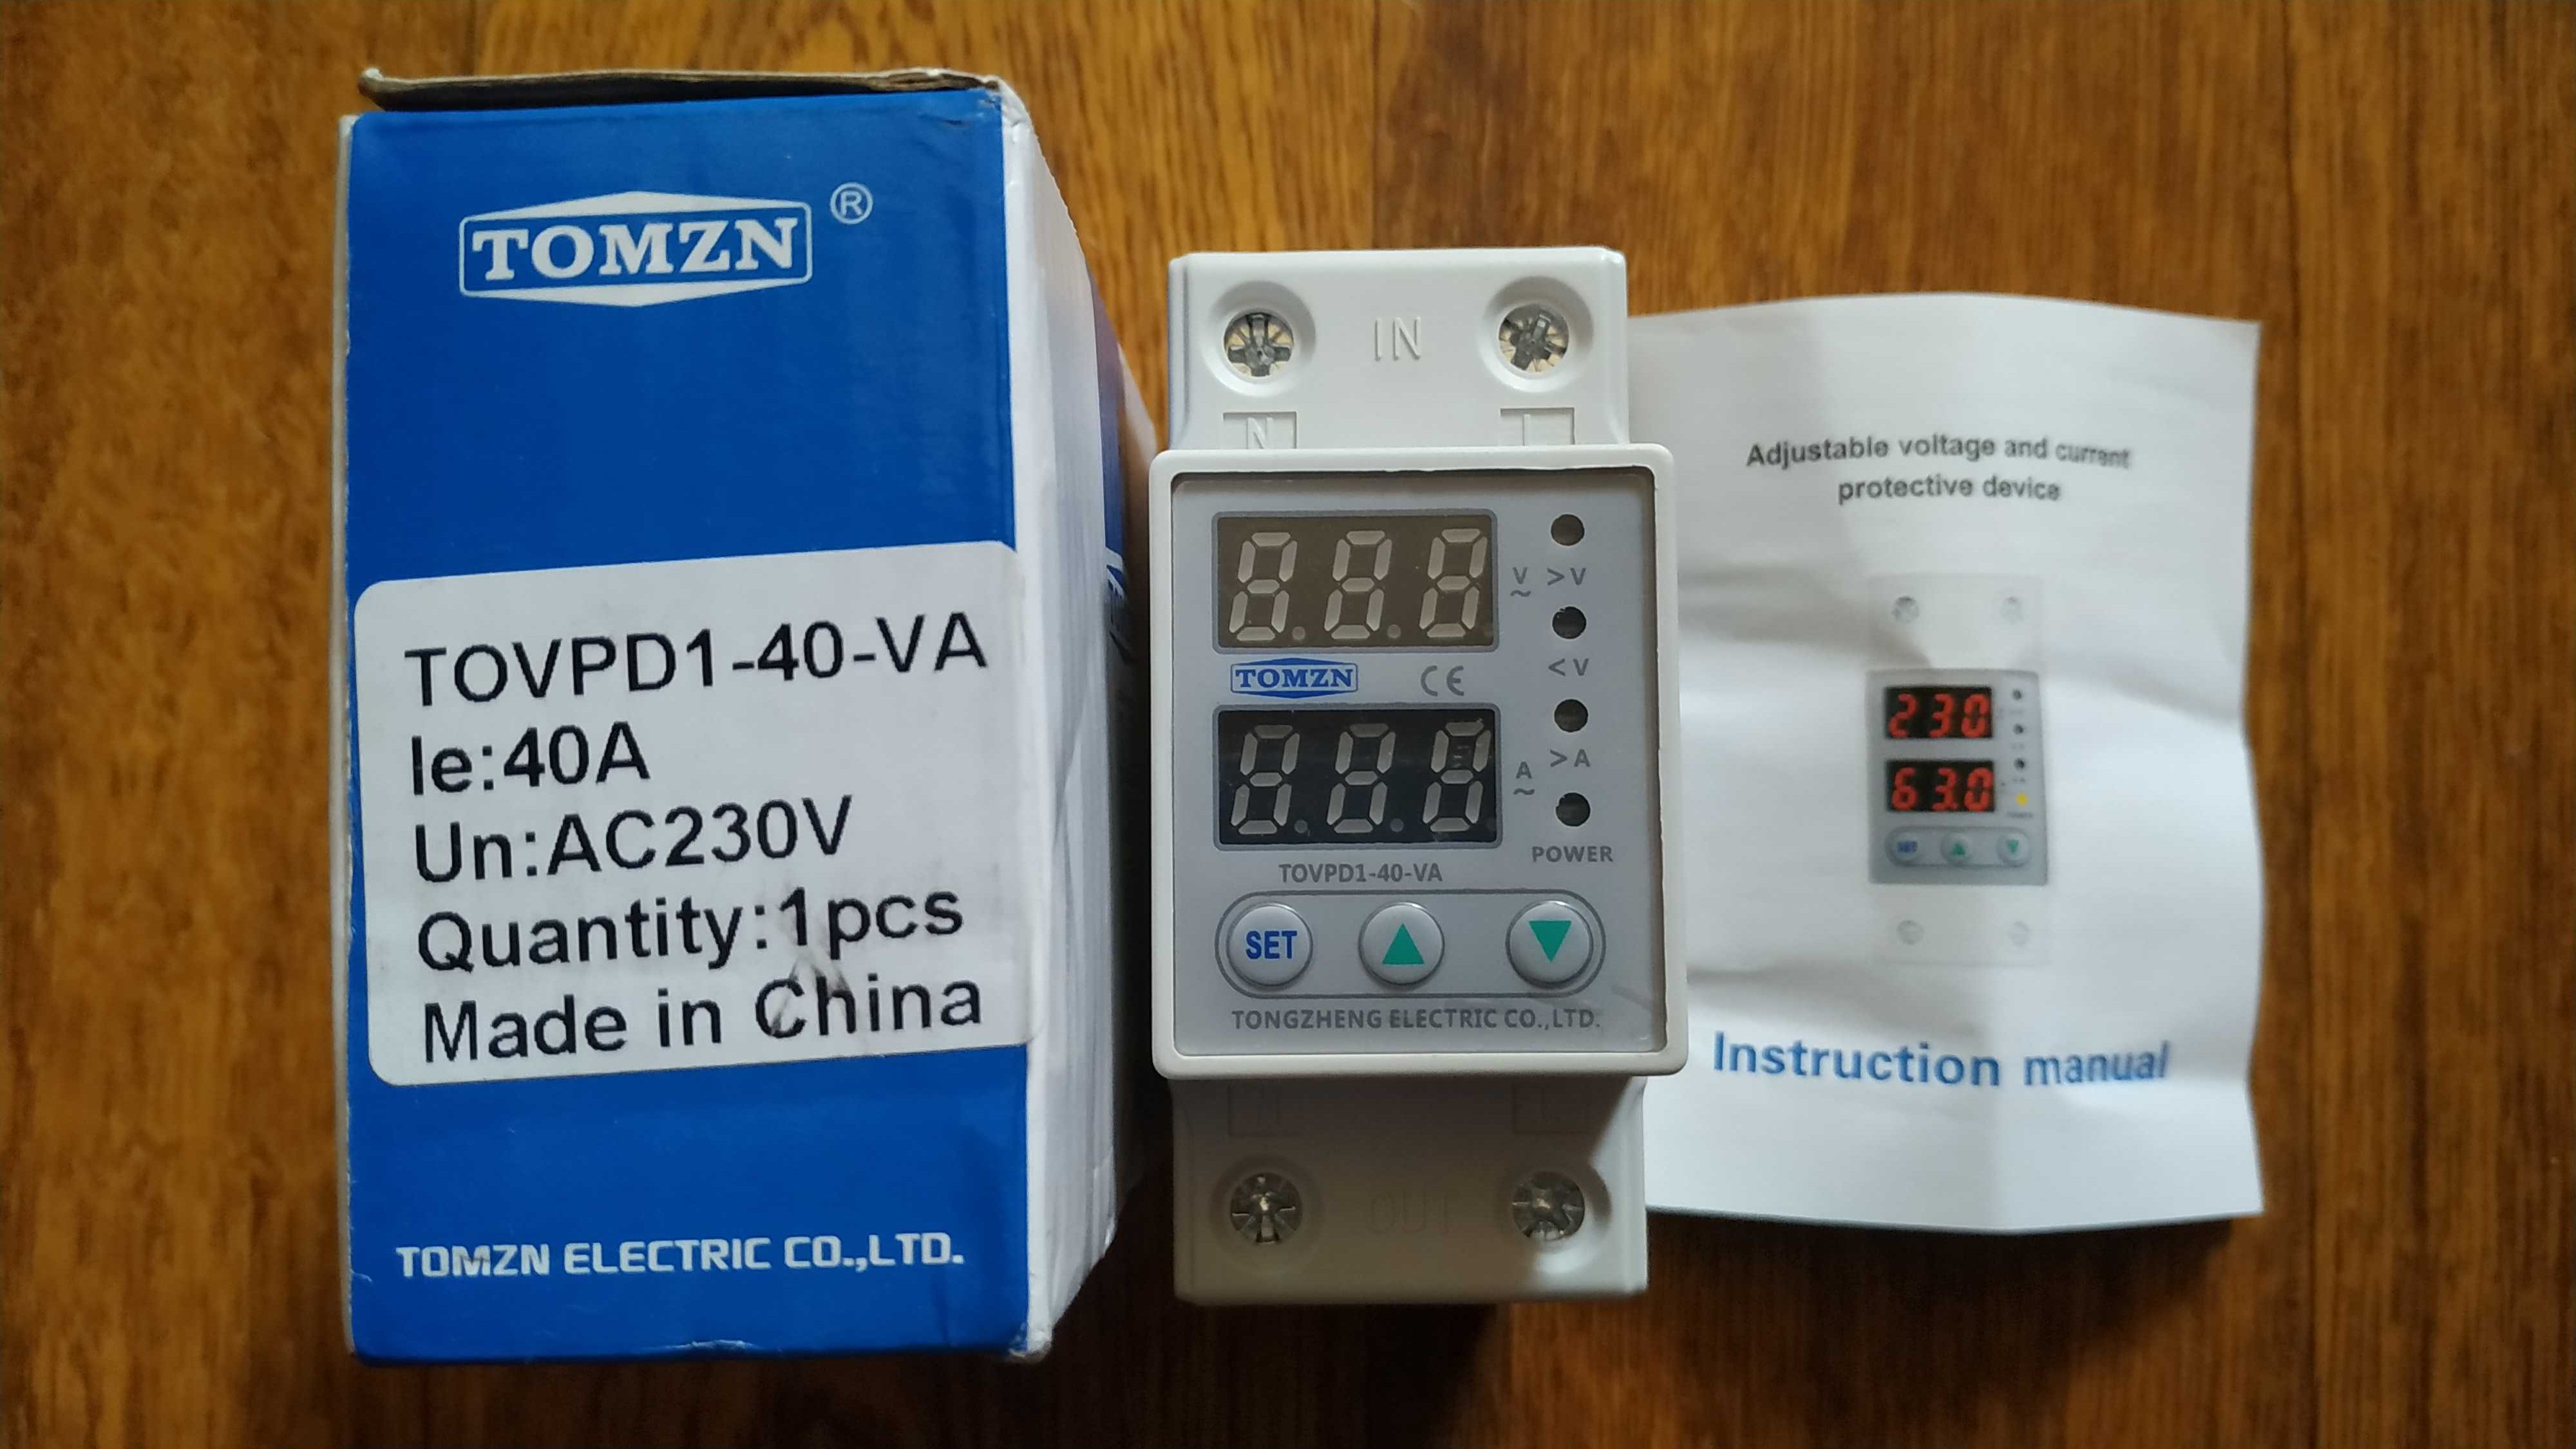 TOMZN®
TOVPD1-40-VA
Ie:40A
Un:AC230V
Quantity:1pcs
Made in China
TOMZN ELECTRIC CO.,LTD.
IN
N L
V
~
>V
<V
TOMZN CE
A
~
>A
POWER
TOVPD1-40-VA
SET
TONGZHENG ELECTRIC CO.,LTD.
OUT
Adjustable voltage and current
protective device
230
63.0
SET
Instruction manual